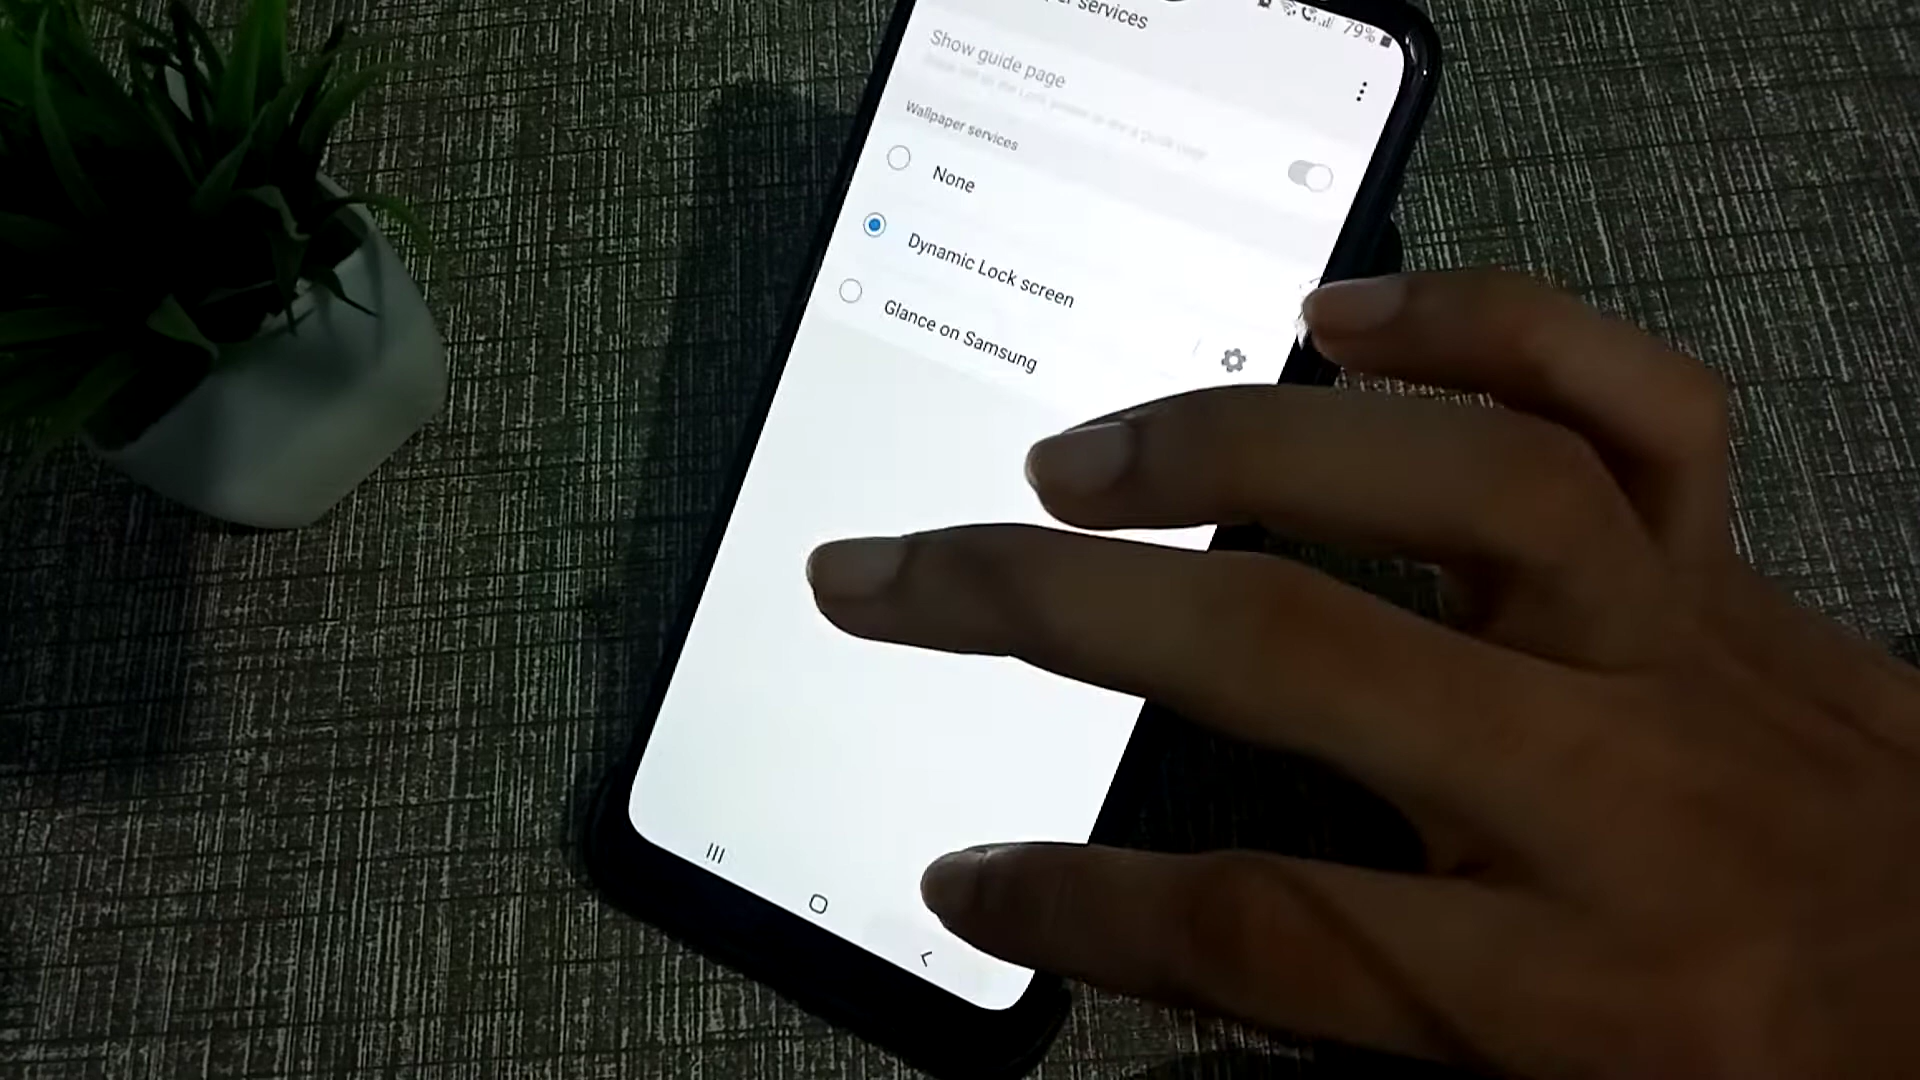 services
79%
Show guide page
Wallpaper services
None
Dynamic Lock screen
Glance on Samsung